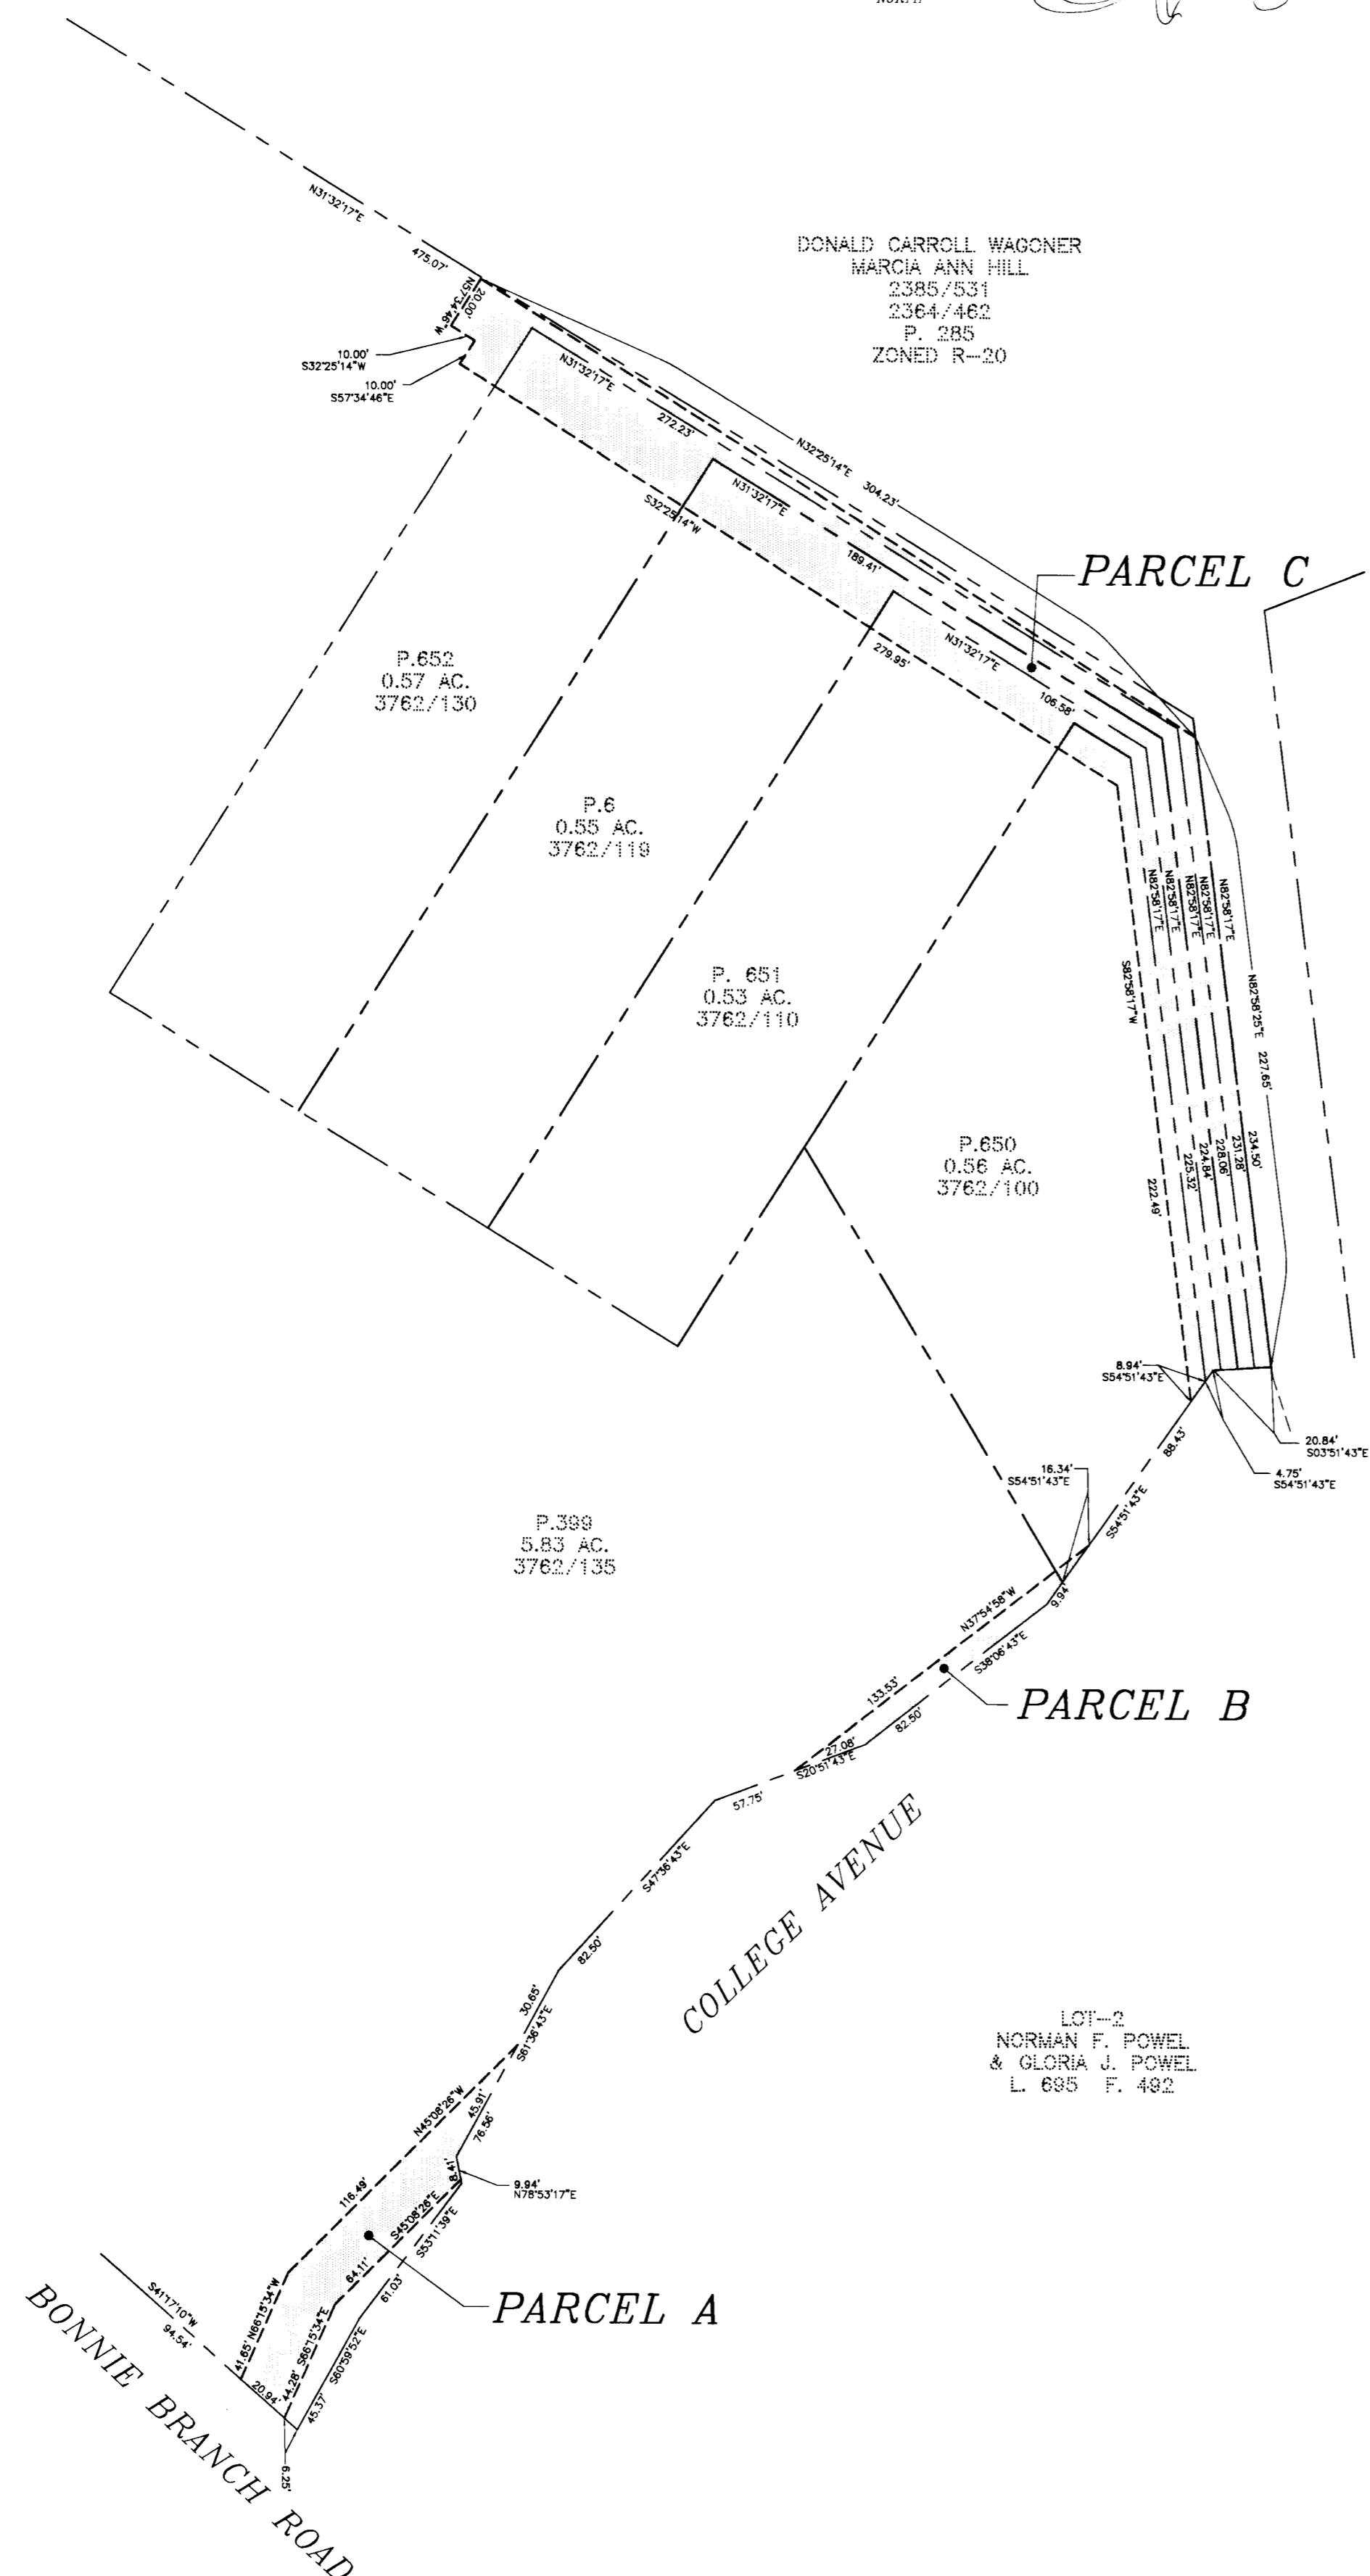 NORTH
N31°32'17"E
475.07'
DONALD CARROLL WAGONER
MARCIA ANN HILL
2385/531
2364/462
P. 285
ZONED R-20
N57°34'46"W
20.00'
10.00'
S32°25'14"W
10.00'
S57°34'46"E
N31°32'17"E
272.23'
N32°25'14"E 304.23'
N31°32'17"E
S32°25'14"W
189.41'
PARCEL C
N31°32'17"E
279.95'
106.58'
P.652
0.57 AC.
3762/130
P.6
0.55 AC.
3762/119
P. 651
0.53 AC.
3762/110
P.650
0.56 AC.
3762/100
N82°58'17"E
N82°58'17"E
N82°58'17"E
N82°58'17"E
N82°58'17"E
S82°58'17"W
N82°58'25"E 227.65'
222.49'
225.32'
224.84'
228.06'
231.28'
234.50'
8.94'
S54°51'43"E
20.84'
S03°51'43"E
4.75'
S54°51'43"E
88.43'
S54°51'43"E
16.34'
S54°51'43"E
P.399
5.83 AC.
3762/135
9.94'
N37°54'58"W
S38°06'43"E
133.53'
PARCEL B
82.50'
27.08'
S20°51'43"E
57.75'
S47°36'43"E
COLLEGE AVENUE
82.50'
30.65'
S61°36'43"E
LOT-2
NORMAN F. POWEL
& GLORIA J. POWEL
L. 695 F. 492
N45°08'26"W
45.91'
76.56'
8.41'
9.94'
N78°53'17"E
116.49'
S45°08'26"E
S53°11'39"E
64.11'
61.03'
PARCEL A
S41°17'10"W
94.54'
41.65' N66°15'34"W
44.28' S66°15'34"E
S60°59'52"E
45.37'
20.94'
6.25'
BONNIE BRANCH ROAD